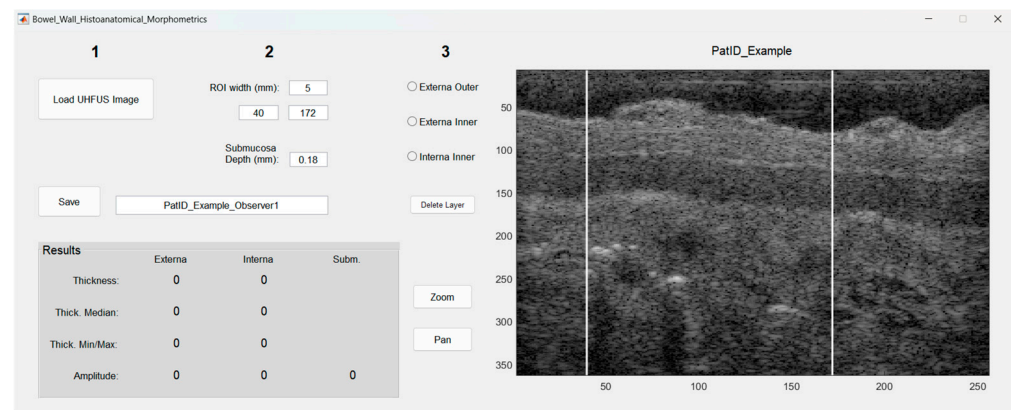 Bowel_Wall_Histoanatomical_Morphometrics
1 2 3
PatID_Example
Load UHFUS Image
ROI width (mm): 5
40 172
Submucosa
Depth (mm): 0.18
Save
PatID_Example_Observer1
Externa Outer
Externa Inner
Interna Inner
Delete Layer
Zoom
Pan
Results
Externa Interna Subm.
Thickness: 0 0
Thick. Median: 0 0
Thick. Min/Max: 0 0
Amplitude: 0 0 0
50
100
150
200
250
300
350
50 100 150 200 250